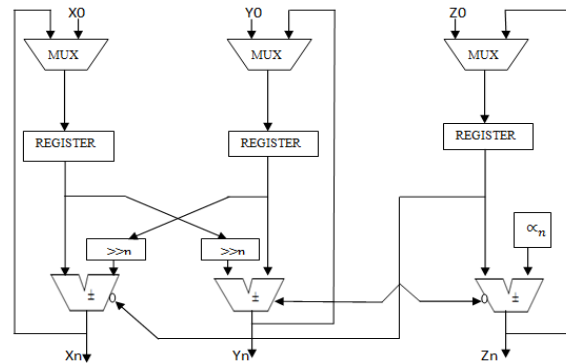 X0 Y0 Z0
MUX MUX MUX
REGISTER REGISTER REGISTER
>>n >>n ∝n
± 0 ± 0 ±
Xn Yn Zn